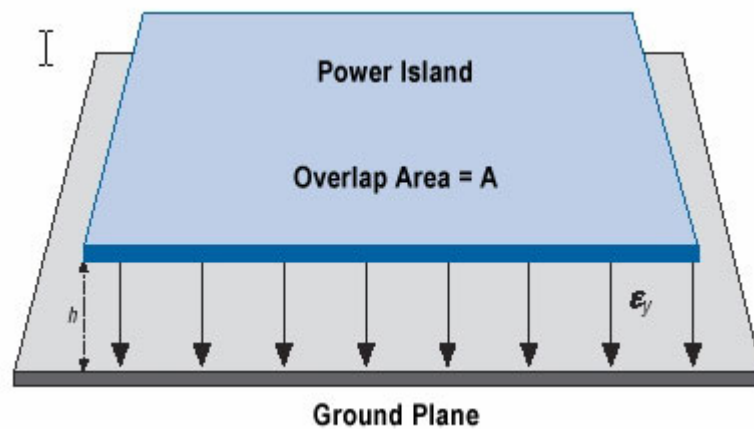 Power Island
Overlap Area = A
h
εy
Ground Plane